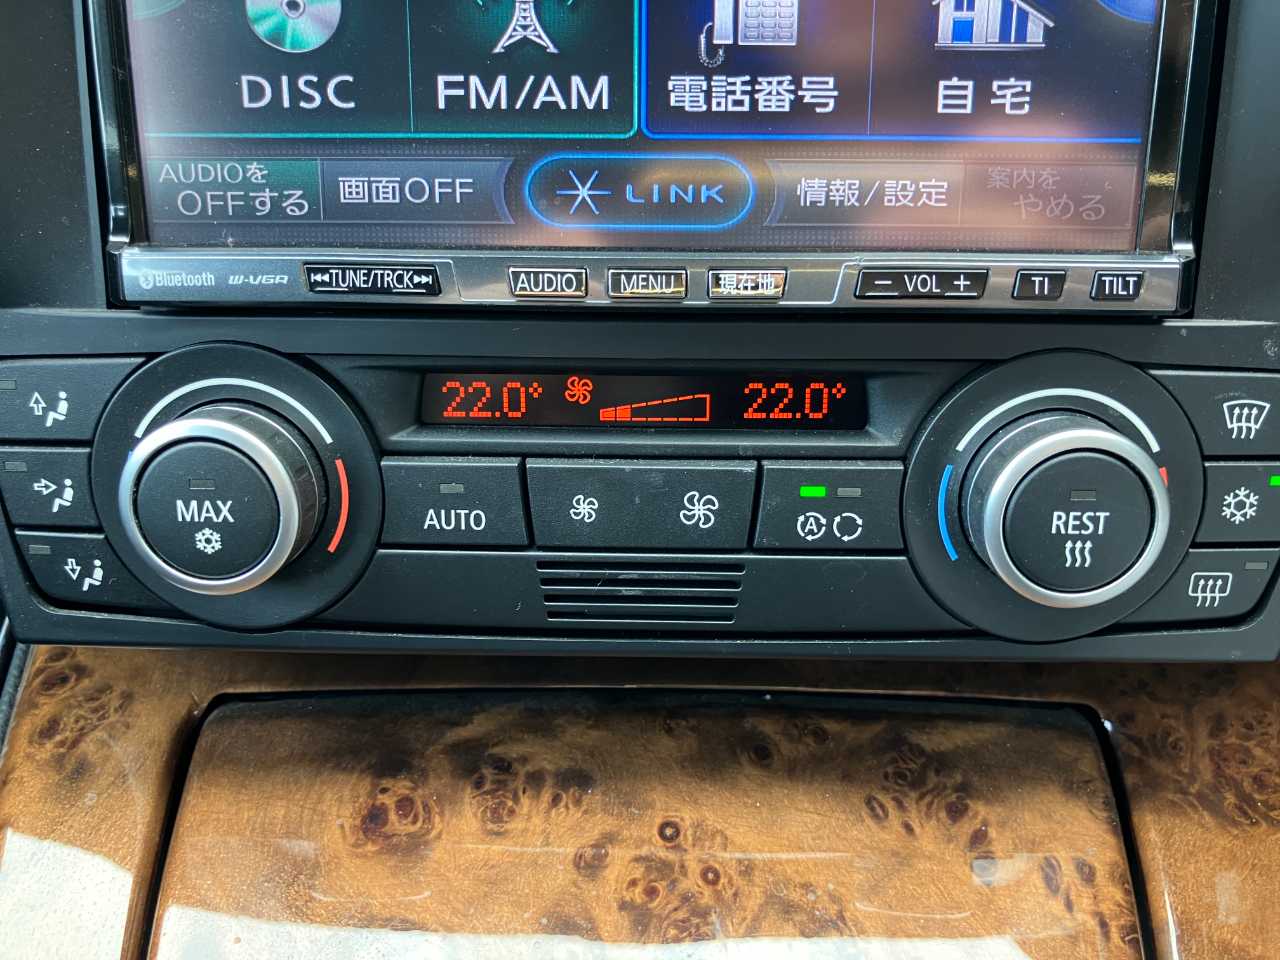 DISC
FM/AM
電話番号
自宅
AUDIOを
OFFする
画面OFF
LINK
情報/設定
案内を
やめる
Bluetooth
W-VGA
TUNE/TRCK
AUDIO
MENU
現在地
− VOL +
TI
TILT
22.0°
22.0°
MAX
AUTO
A
REST